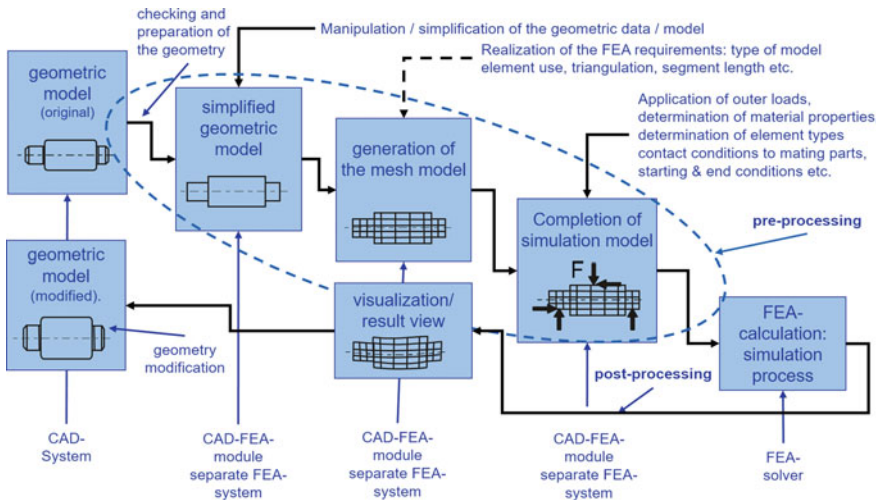 checking and
preparation
of the
geometry
Manipulation / simplification of the geometric data / model
Realization of the FEA requirements: type of model
element use, triangulation, segment length etc.
Application of outer loads,
determination of material properties
determination of element types
contact conditions to mating parts,
starting & end conditions etc.
geometric
model
(original)
simplified
geometric
model
generation of
the mesh model
Completion of
simulation model
F
pre-processing
geometric
model
(modified).
visualization/
result view
FEA-
calculation:
simulation
process
geometry
modification
post-processing
CAD-
System
CAD-FEA-
module
separate FEA-
system
CAD-FEA-
module
separate FEA-
system
CAD-FEA-
module
separate FEA-
system
FEA-
solver